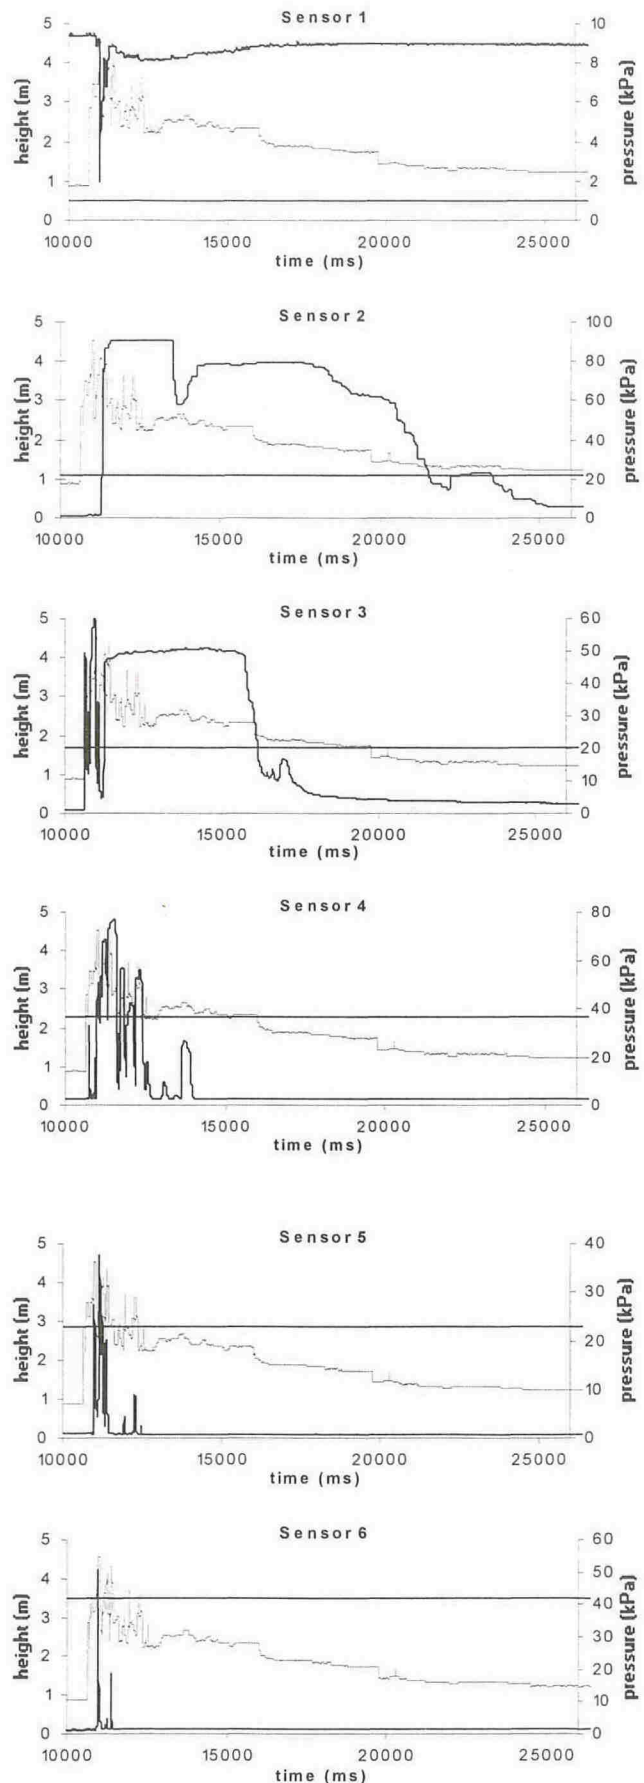 Sensor 1
5 10
4 8
3 6
2 4
1 2
0 0
height (m)
pressure (kPa)
10000 15000 20000 25000
time (ms)
Sensor 2
5 100
4 80
3 60
2 40
1 20
0 0
height (m)
pressure (kPa)
10000 15000 20000 25000
time (ms)
Sensor 3
5 60
50
4 40
3 30
2 20
1 10
0 0
height (m)
pressure (kPa)
10000 15000 20000 25000
time (ms)
Sensor 4
5 80
4 60
3 40
2 20
1
0 0
height (m)
pressure (kPa)
10000 15000 20000 25000
time (ms)
Sensor 5
5 40
4 30
3 20
2 10
1
0 0
height (m)
pressure (kPa)
10000 15000 20000 25000
time (ms)
Sensor 6
5 60
4 50
40
3 30
2 20
1 10
0 0
height (m)
pressure (kPa)
10000 15000 20000 25000
time (ms)